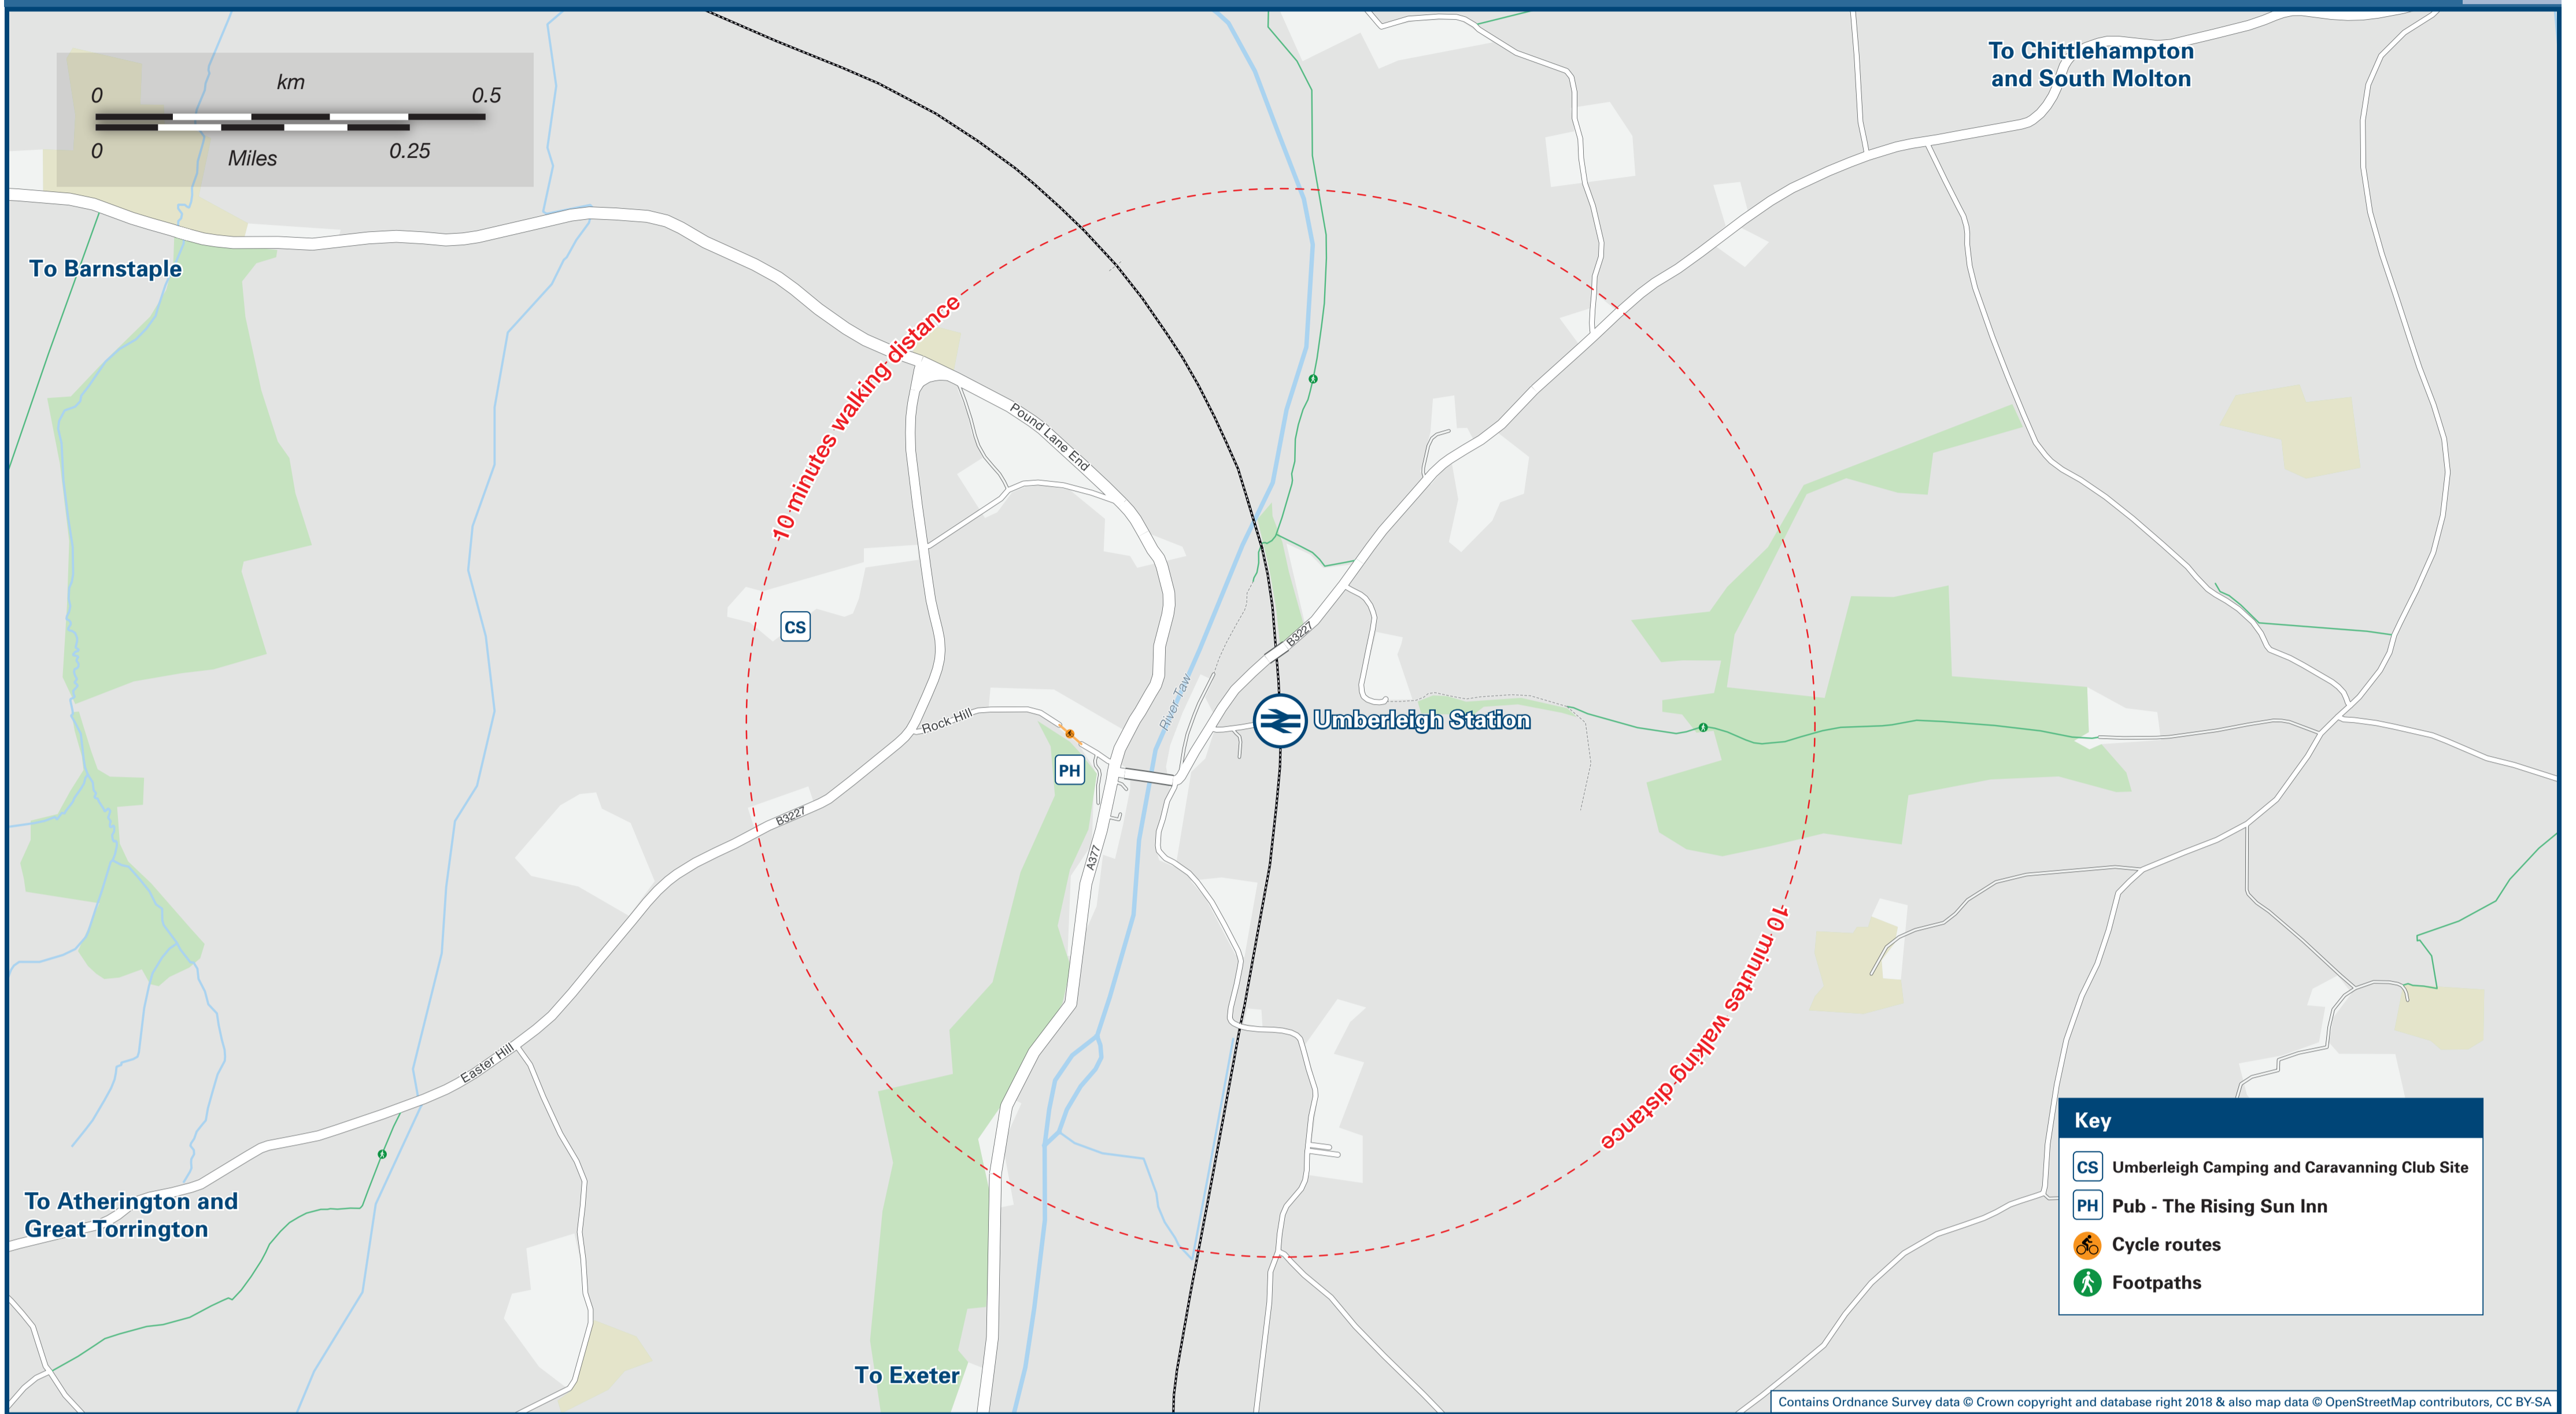 km
0
0.5
0
0.25
Miles
To Chittlehampton
and South Molton
To Barnstaple
10 minutes walking distance
Pound Lane End
CS
B3227
River Taw
Umberleigh Station
Rock Hill
PH
B3227
A377
10 minutes walking distance
Easter Hill
To Atherington and
Great Torrington
To Exeter
Key
CS Umberleigh Camping and Caravanning Club Site
PH Pub - The Rising Sun Inn
Cycle routes
Footpaths
Contains Ordnance Survey data © Crown copyright and database right 2018 & also map data © OpenStreetMap contributors, CC BY-SA